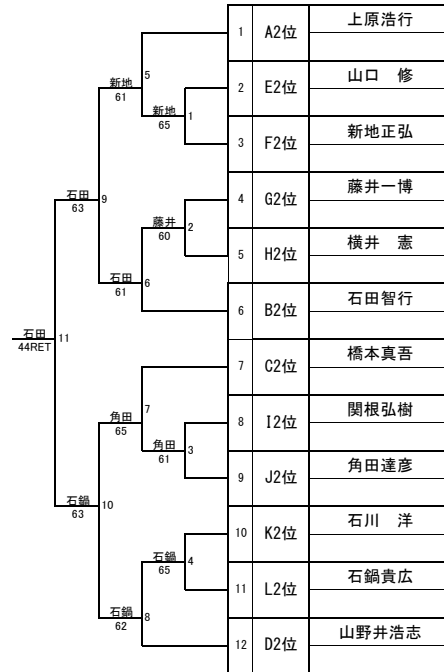 1 A2位 上原浩行
5
新地
61
2 E2位 山口　修
新地
65
1
3 F2位 新地正弘
石田
63
9
4 G2位 藤井一博
藤井
60
2
5 H2位 横井　憲
石田
61
6
6 B2位 石田智行
石田
44RET
11
7 C2位 橋本真吾
7
角田
65
8 I2位 関根弘樹
角田
61
3
9 J2位 角田達彦
石鍋
63
10
10 K2位 石川　洋
石鍋
65
4
11 L2位 石鍋貴広
石鍋
62
8
12 D2位 山野井浩志